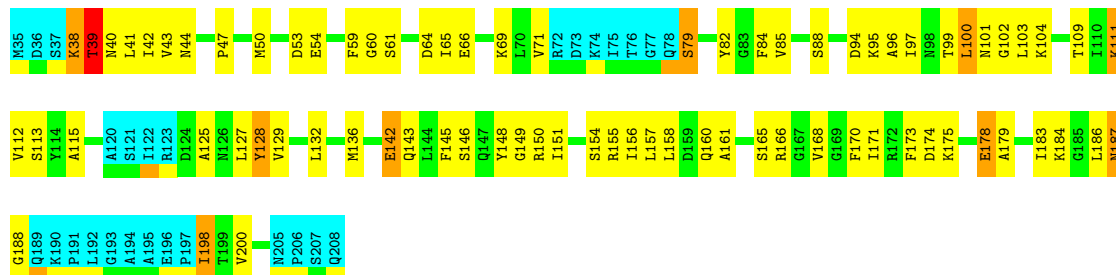 M35 D36 S37 K38 T39 N40 L41 I42 V43 N44 P47 M50 D53 E54 F59 G60 S61 D64 I65 E66 K69 L70 V71 R72 D73 K74 I75 T76 G77 Q78 S79 Y82 G83 F84 V85 S88 D94 K95 A96 I97 N98 T99 L100 N101 G102 L103 K104 T109 I110 K111
V112 S113 Y114 A115 A120 S121 I122 R123 D124 A125 N126 L127 Y128 V129 L132 M136 E142 Q143 L144 F145 S146 Q147 Y148 G149 R150 I151 S154 R155 I156 L157 L158 D159 Q160 A161 S165 R166 G167 V168 G169 F170 I171 R172 F173 D174 K175 E178 A179 I183 K184 G185 L186 N187
G188 Q189 K190 P191 L192 G193 A194 A195 E196 P197 I198 T199 V200 N205 P206 S207 Q208